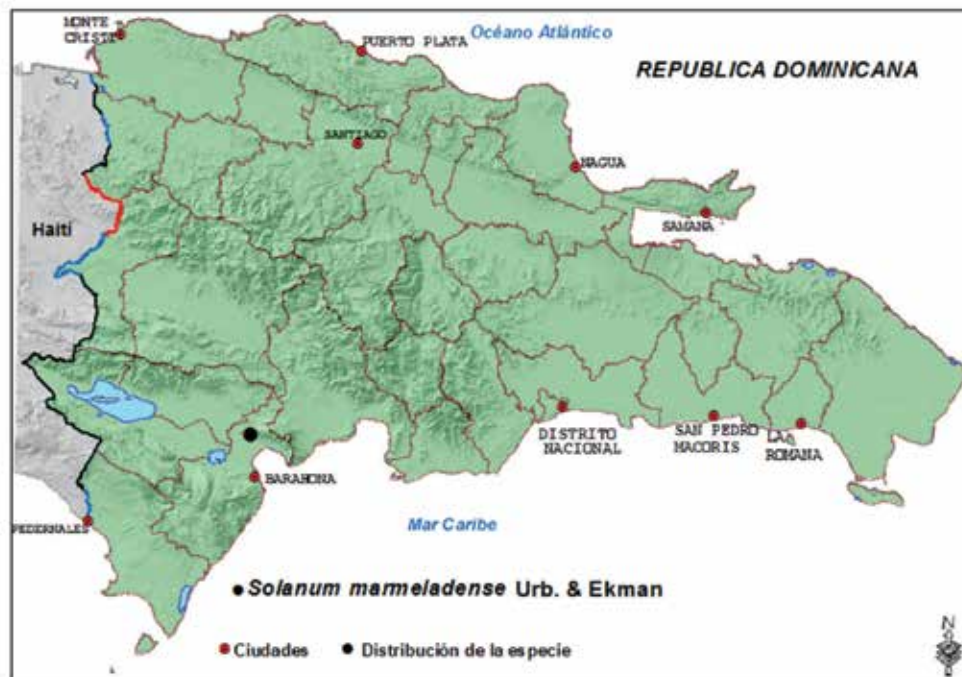 MONTE
CRISTI
PUERTO PLATA
Océano Atlántico
REPUBLICA DOMINICANA
SANTIAGO
NAGUA
SAMANA
Haití
DISTRITO
NACIONAL
SAN PEDRO
MACORIS
LA
ROMANA
BARAHONA
PEDERNALES
Mar Caribe
Solanum marmeladense Urb. & Ekman
Ciudades
Distribución de la especie
N